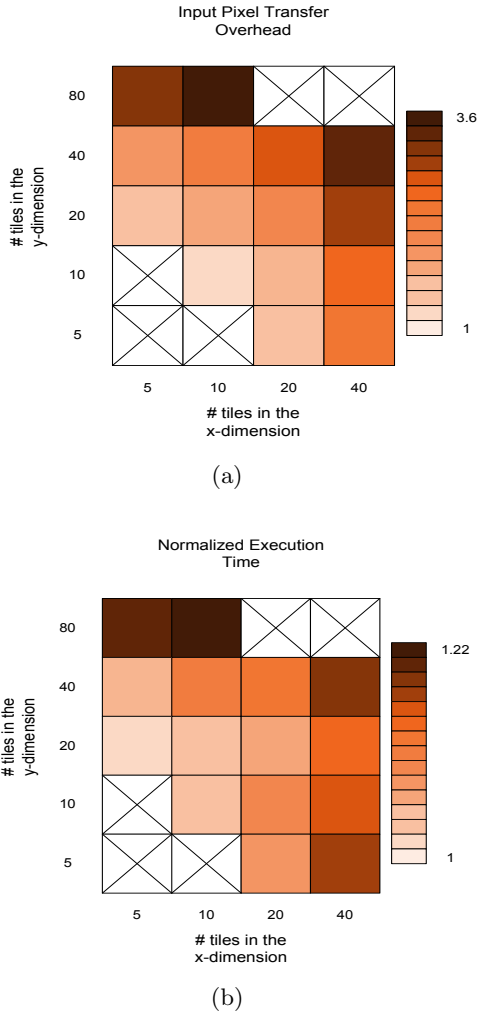 Input Pixel Transfer
Overhead
80
40
20
10
5
# tiles in the
y-dimension
3.6
1
5 10 20 40
# tiles in the
x-dimension
(a)
Normalized Execution
Time
80
40
20
10
5
# tiles in the
y-dimension
1.22
1
5 10 20 40
# tiles in the
x-dimension
(b)